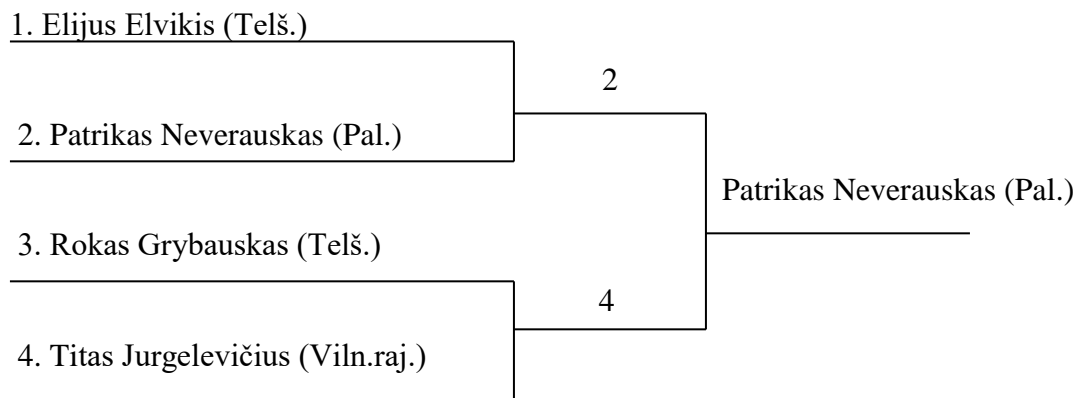 1. Elijus Elvikis (Telš.)
2
2. Patrikas Neverauskas (Pal.)
Patrikas Neverauskas (Pal.)
3. Rokas Grybauskas (Telš.)
4
4. Titas Jurgelevičius (Viln.raj.)